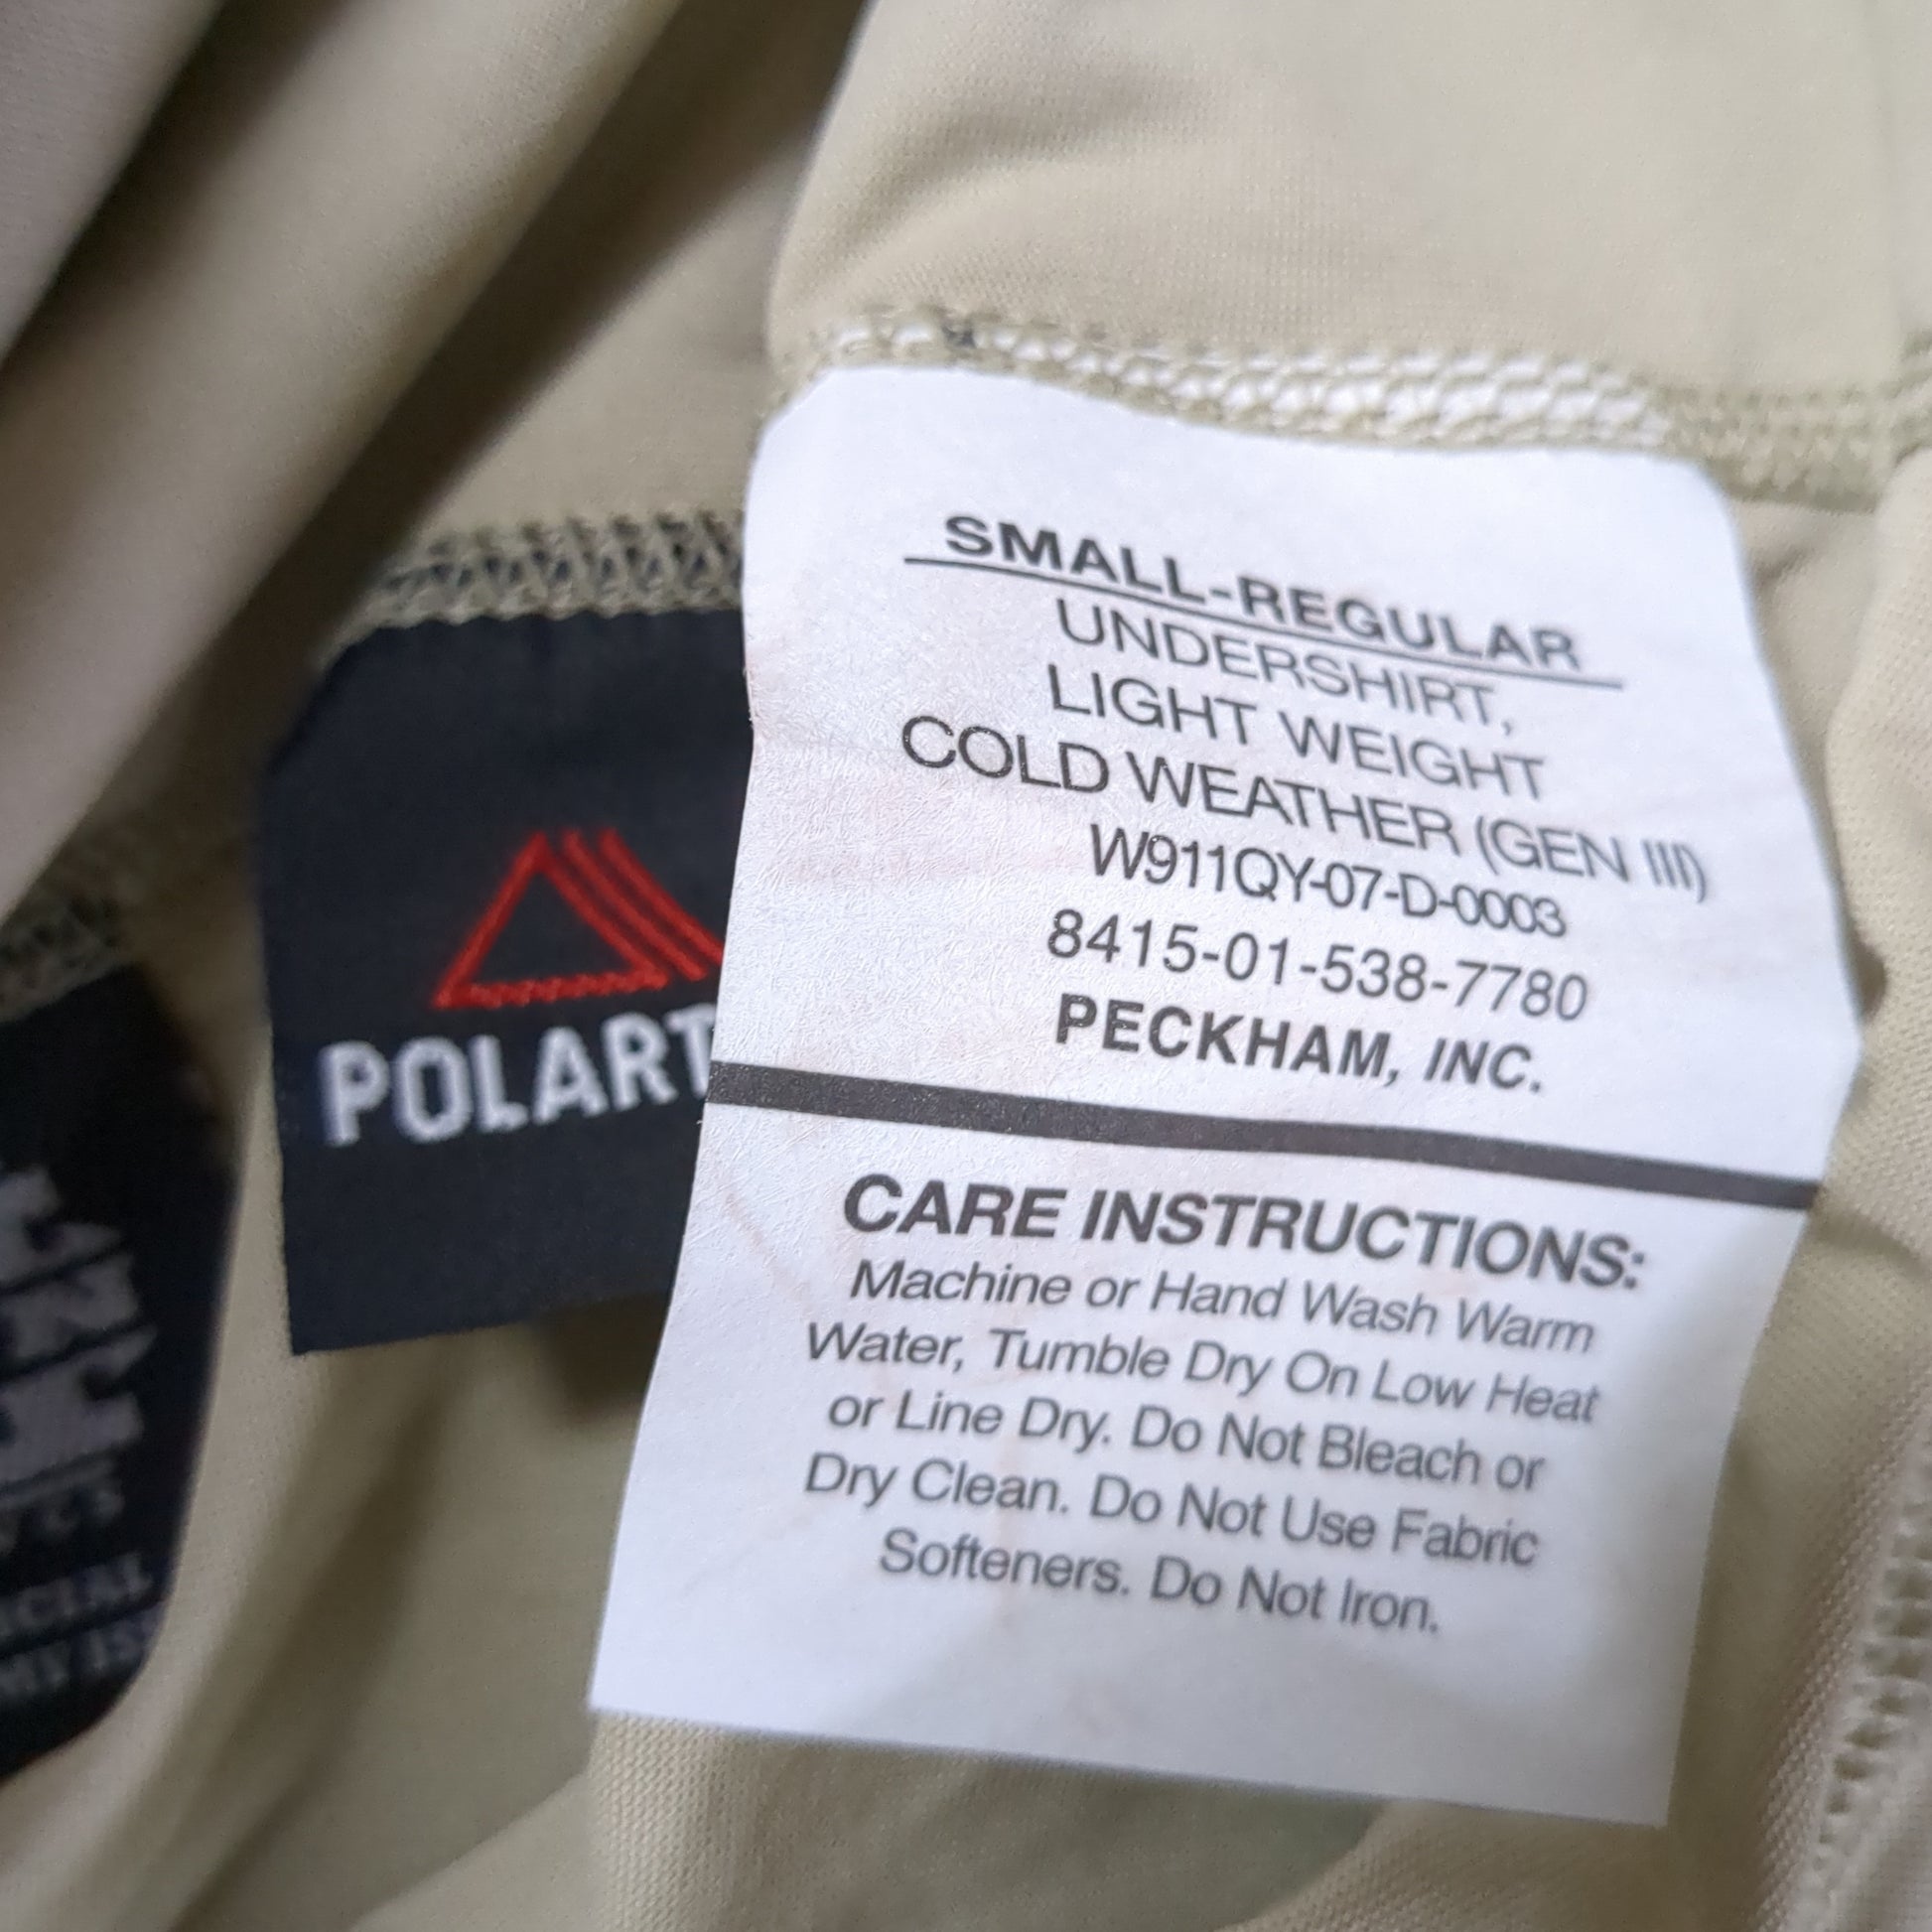 SMALL-REGULAR
UNDERSHIRT,
LIGHT WEIGHT
COLD WEATHER (GEN III)
W911QY-07-D-0003
8415-01-538-7780
PECKHAM, INC.
CARE INSTRUCTIONS:
Machine or Hand Wash Warm
Water, Tumble Dry On Low Heat
or Line Dry. Do Not Bleach or
Dry Clean. Do Not Use Fabric
Softeners. Do Not Iron.
POLART